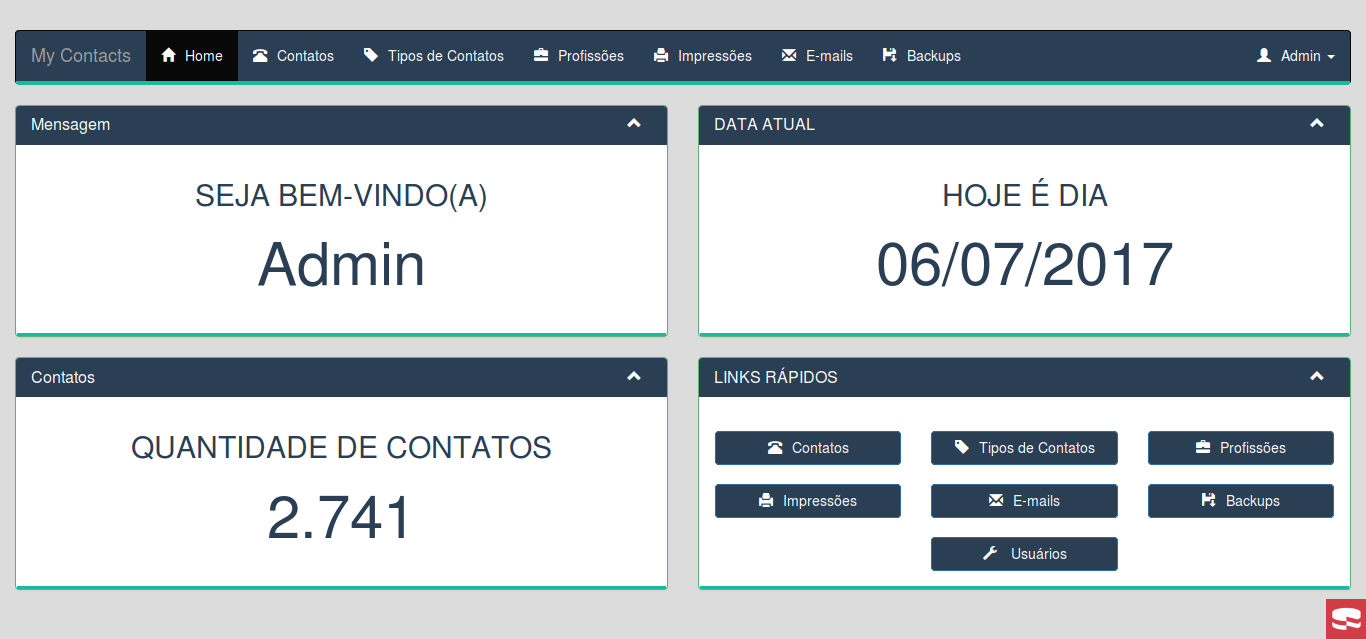 My Contacts Home Contatos Tipos de Contatos Profissões Impressões E-mails Backups Admin
Mensagem
SEJA BEM-VINDO(A)
Admin
DATA ATUAL
HOJE É DIA
06/07/2017
Contatos
QUANTIDADE DE CONTATOS
2.741
LINKS RÁPIDOS
Contatos Tipos de Contatos Profissões
Impressões E-mails Backups
Usuários